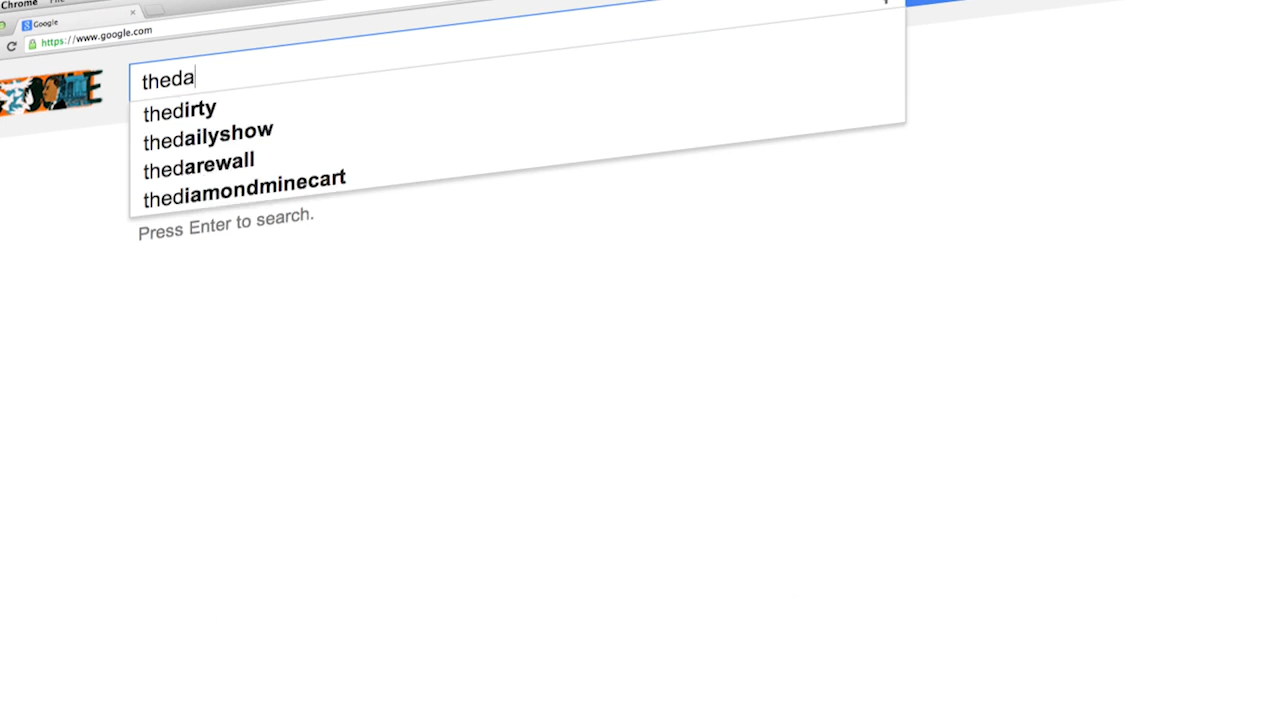 Chrome
Google
https://www.google.com
theda
thedirty
thedailyshow
thedarewall
thediamondminecart
Press Enter to search.